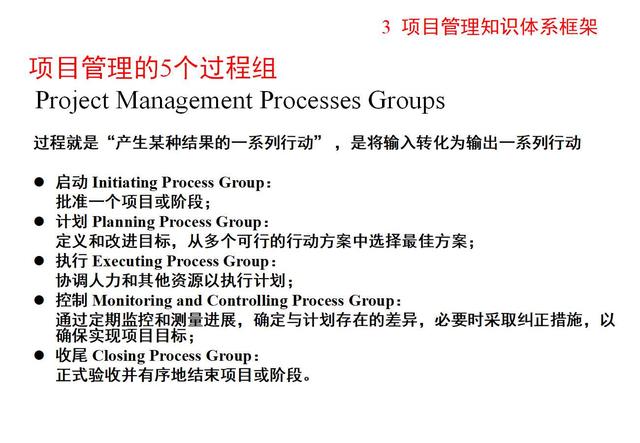 3 项目管理知识体系框架
项目管理的5个过程组
Project Management Processes Groups
过程就是“产生某种结果的一系列行动”，是将输入转化为输出一系列行动
● 启动 Initiating Process Group：
批准一个项目或阶段；
● 计划 Planning Process Group：
定义和改进目标，从多个可行的行动方案中选择最佳方案；
● 执行 Executing Process Group：
协调人力和其他资源以执行计划；
● 控制 Monitoring and Controlling Process Group：
通过定期监控和测量进展，确定与计划存在的差异，必要时采取纠正措施，以
确保实现项目目标；
● 收尾 Closing Process Group：
正式验收并有序地结束项目或阶段。